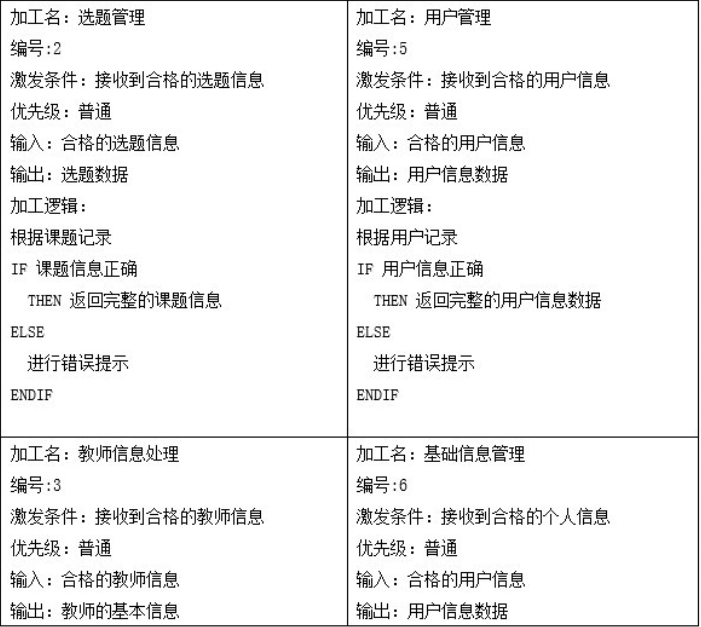 加工名：选题管理
编号:2
激发条件：接收到合格的选题信息
优先级：普通
输入：合格的选题信息
输出：选题数据
加工逻辑：
根据课题记录
IF 课题信息正确
THEN 返回完整的课题信息
ELSE
进行错误提示
ENDIF
加工名：用户管理
编号:5
激发条件：接收到合格的用户信息
优先级：普通
输入：合格的用户信息
输出：用户信息数据
加工逻辑：
根据用户记录
IF 用户信息正确
THEN 返回完整的用户信息数据
ELSE
进行错误提示
ENDIF
加工名：教师信息处理
编号:3
激发条件：接收到合格的教师信息
优先级：普通
输入：合格的教师信息
输出：教师的基本信息
加工名：基础信息管理
编号:6
激发条件：接收到合格的个人信息
优先级：普通
输入：合格的用户信息
输出：用户信息数据